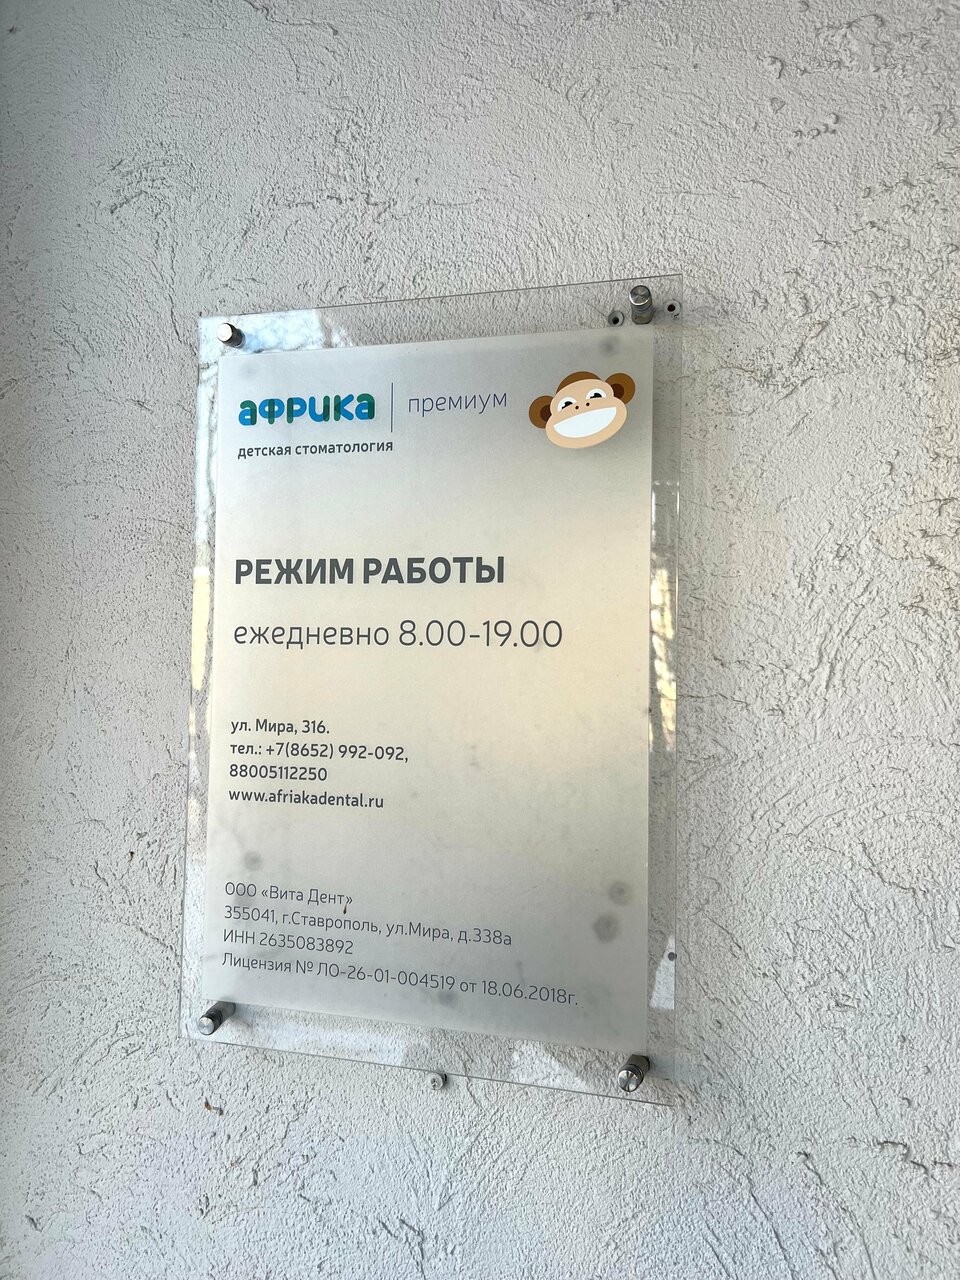 африка | премиум
детская стоматология
РЕЖИМ РАБОТЫ
ежедневно 8.00-19.00
ул. Мира, 316.
тел.: +7(8652) 992-092,
88005112250
www.afriakadental.ru
ООО «Вита Дент»
355041, г.Ставрополь, ул.Мира, д.338а
ИНН 2635083892
Лицензия № ЛО-26-01-004519 от 18.06.2018г.